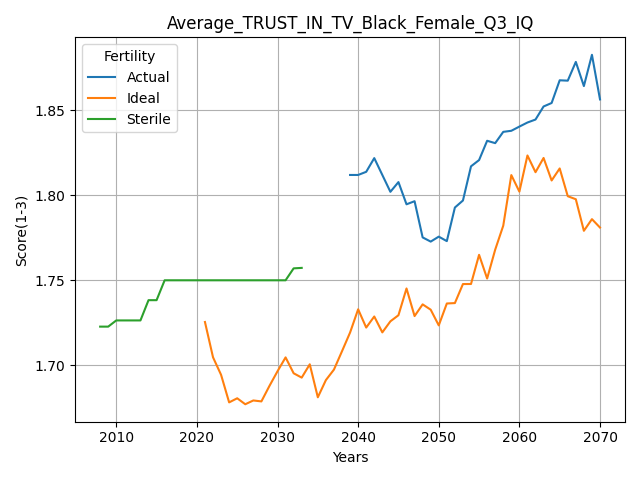 Average_TRUST_IN_TV_Black_Female_Q3_IQ
Fertility
Actual
Ideal
Sterile
Score(1-3)
1.85
1.80
1.75
1.70
2010 2020 2030 2040 2050 2060 2070
Years